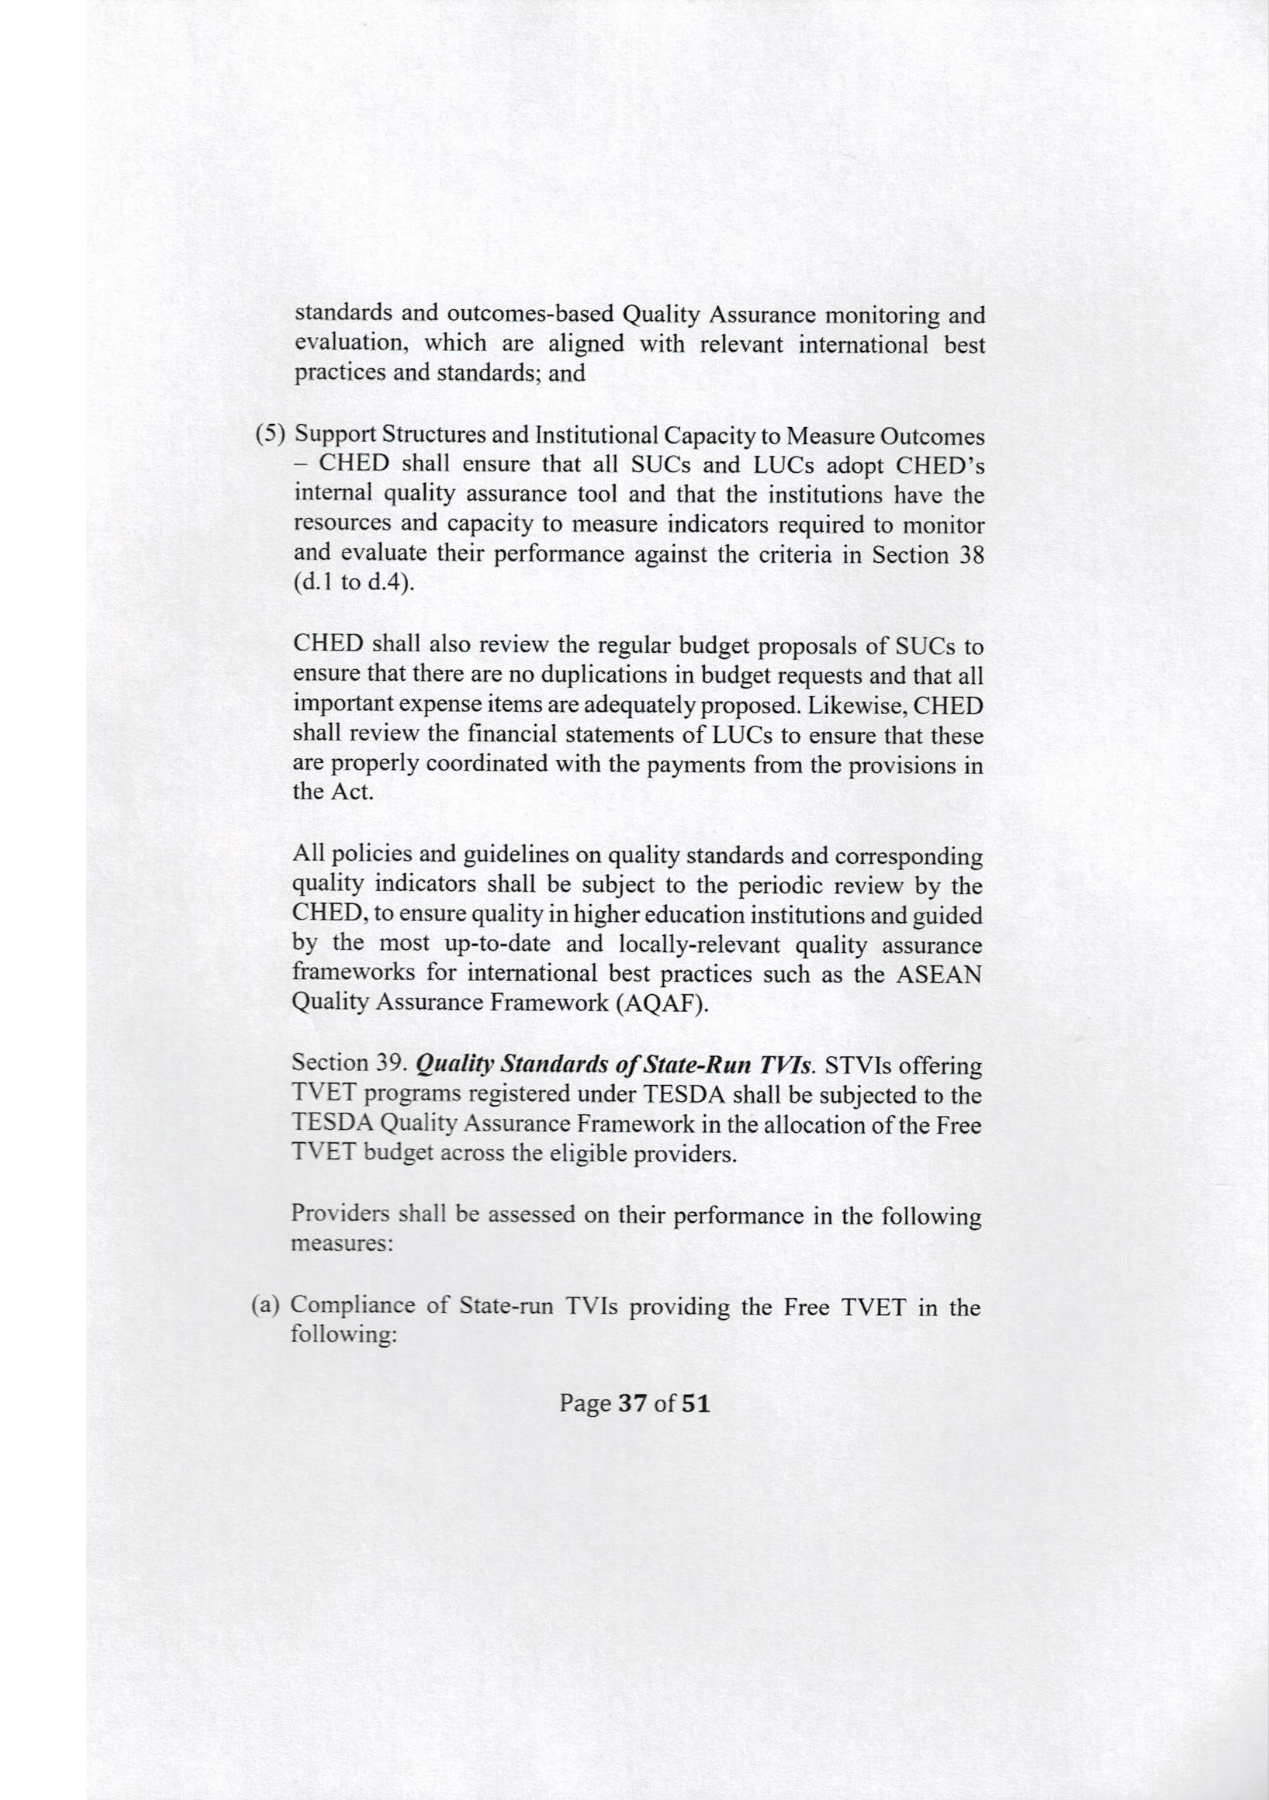 standards and outcomes-based Quality Assurance monitoring and
evaluation, which are aligned with relevant international best
practices and standards; and
(5) Support Structures and Institutional Capacity to Measure Outcomes
– CHED shall ensure that all SUCs and LUCs adopt CHED's
internal quality assurance tool and that the institutions have the
resources and capacity to measure indicators required to monitor
and evaluate their performance against the criteria in Section 38
(d.1 to d.4).
CHED shall also review the regular budget proposals of SUCs to
ensure that there are no duplications in budget requests and that all
important expense items are adequately proposed. Likewise, CHED
shall review the financial statements of LUCs to ensure that these
are properly coordinated with the payments from the provisions in
the Act.
All policies and guidelines on quality standards and corresponding
quality indicators shall be subject to the periodic review by the
CHED, to ensure quality in higher education institutions and guided
by the most up-to-date and locally-relevant quality assurance
frameworks for international best practices such as the ASEAN
Quality Assurance Framework (AQAF).
Section 39. Quality Standards of State-Run TVIs. STVIs offering
TVET programs registered under TESDA shall be subjected to the
TESDA Quality Assurance Framework in the allocation of the Free
TVET budget across the eligible providers.
Providers shall be assessed on their performance in the following
measures:
(a) Compliance of State-run TVIs providing the Free TVET in the
following:
Page 37 of 51